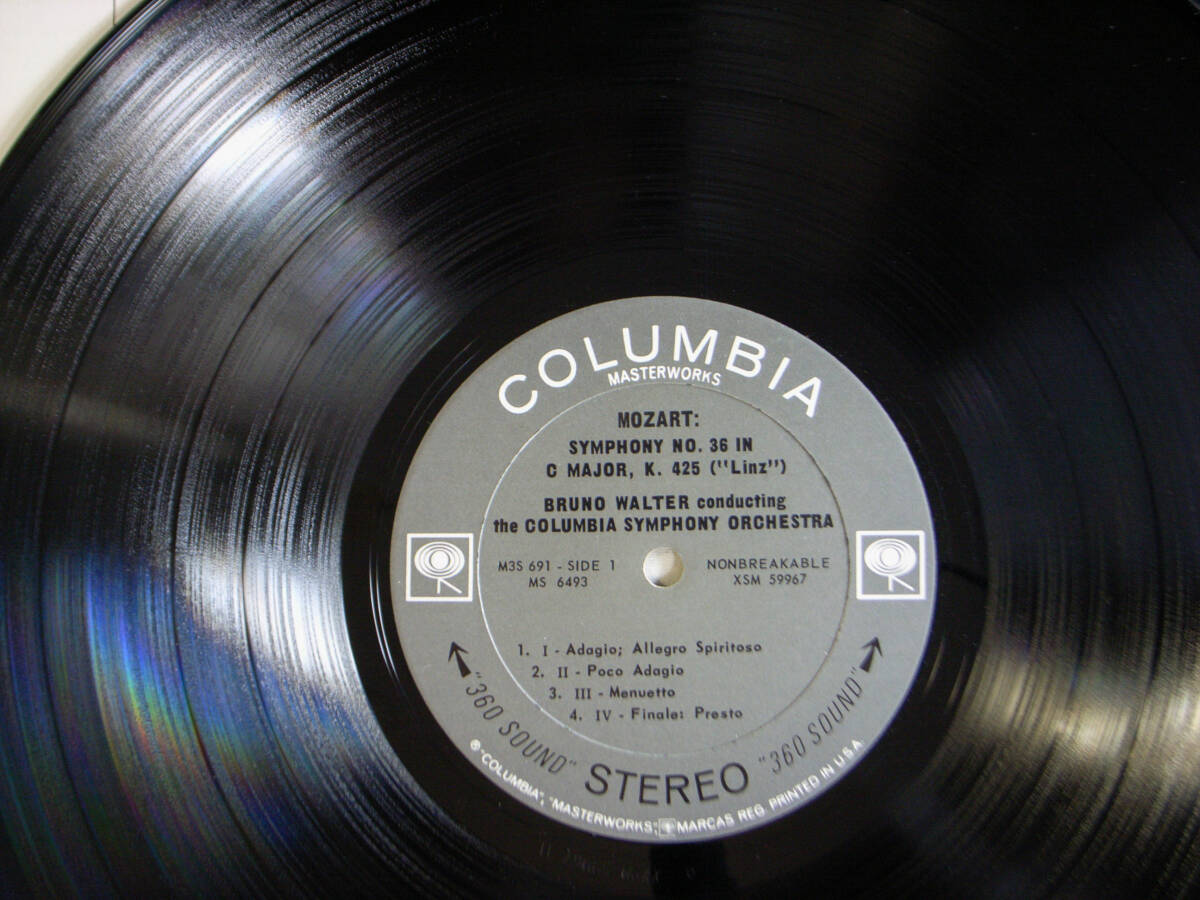 COLUMBIA
MASTERWORKS
MOZART:
SYMPHONY NO. 36 IN
C MAJOR, K. 425 ("Linz")
BRUNO WALTER conducting
the COLUMBIA SYMPHONY ORCHESTRA
M3S 691 - SIDE 1
MS 6493
NONBREAKABLE
XSM 59967
1. I - Adagio; Allegro Spiritoso
2. II - Poco Adagio
3. III - Menuetto
4. IV - Finale: Presto
"360 SOUND" STEREO "360 SOUND"
® "COLUMBIA", "MASTERWORKS", MARCAS REG. PRINTED IN U.S.A.